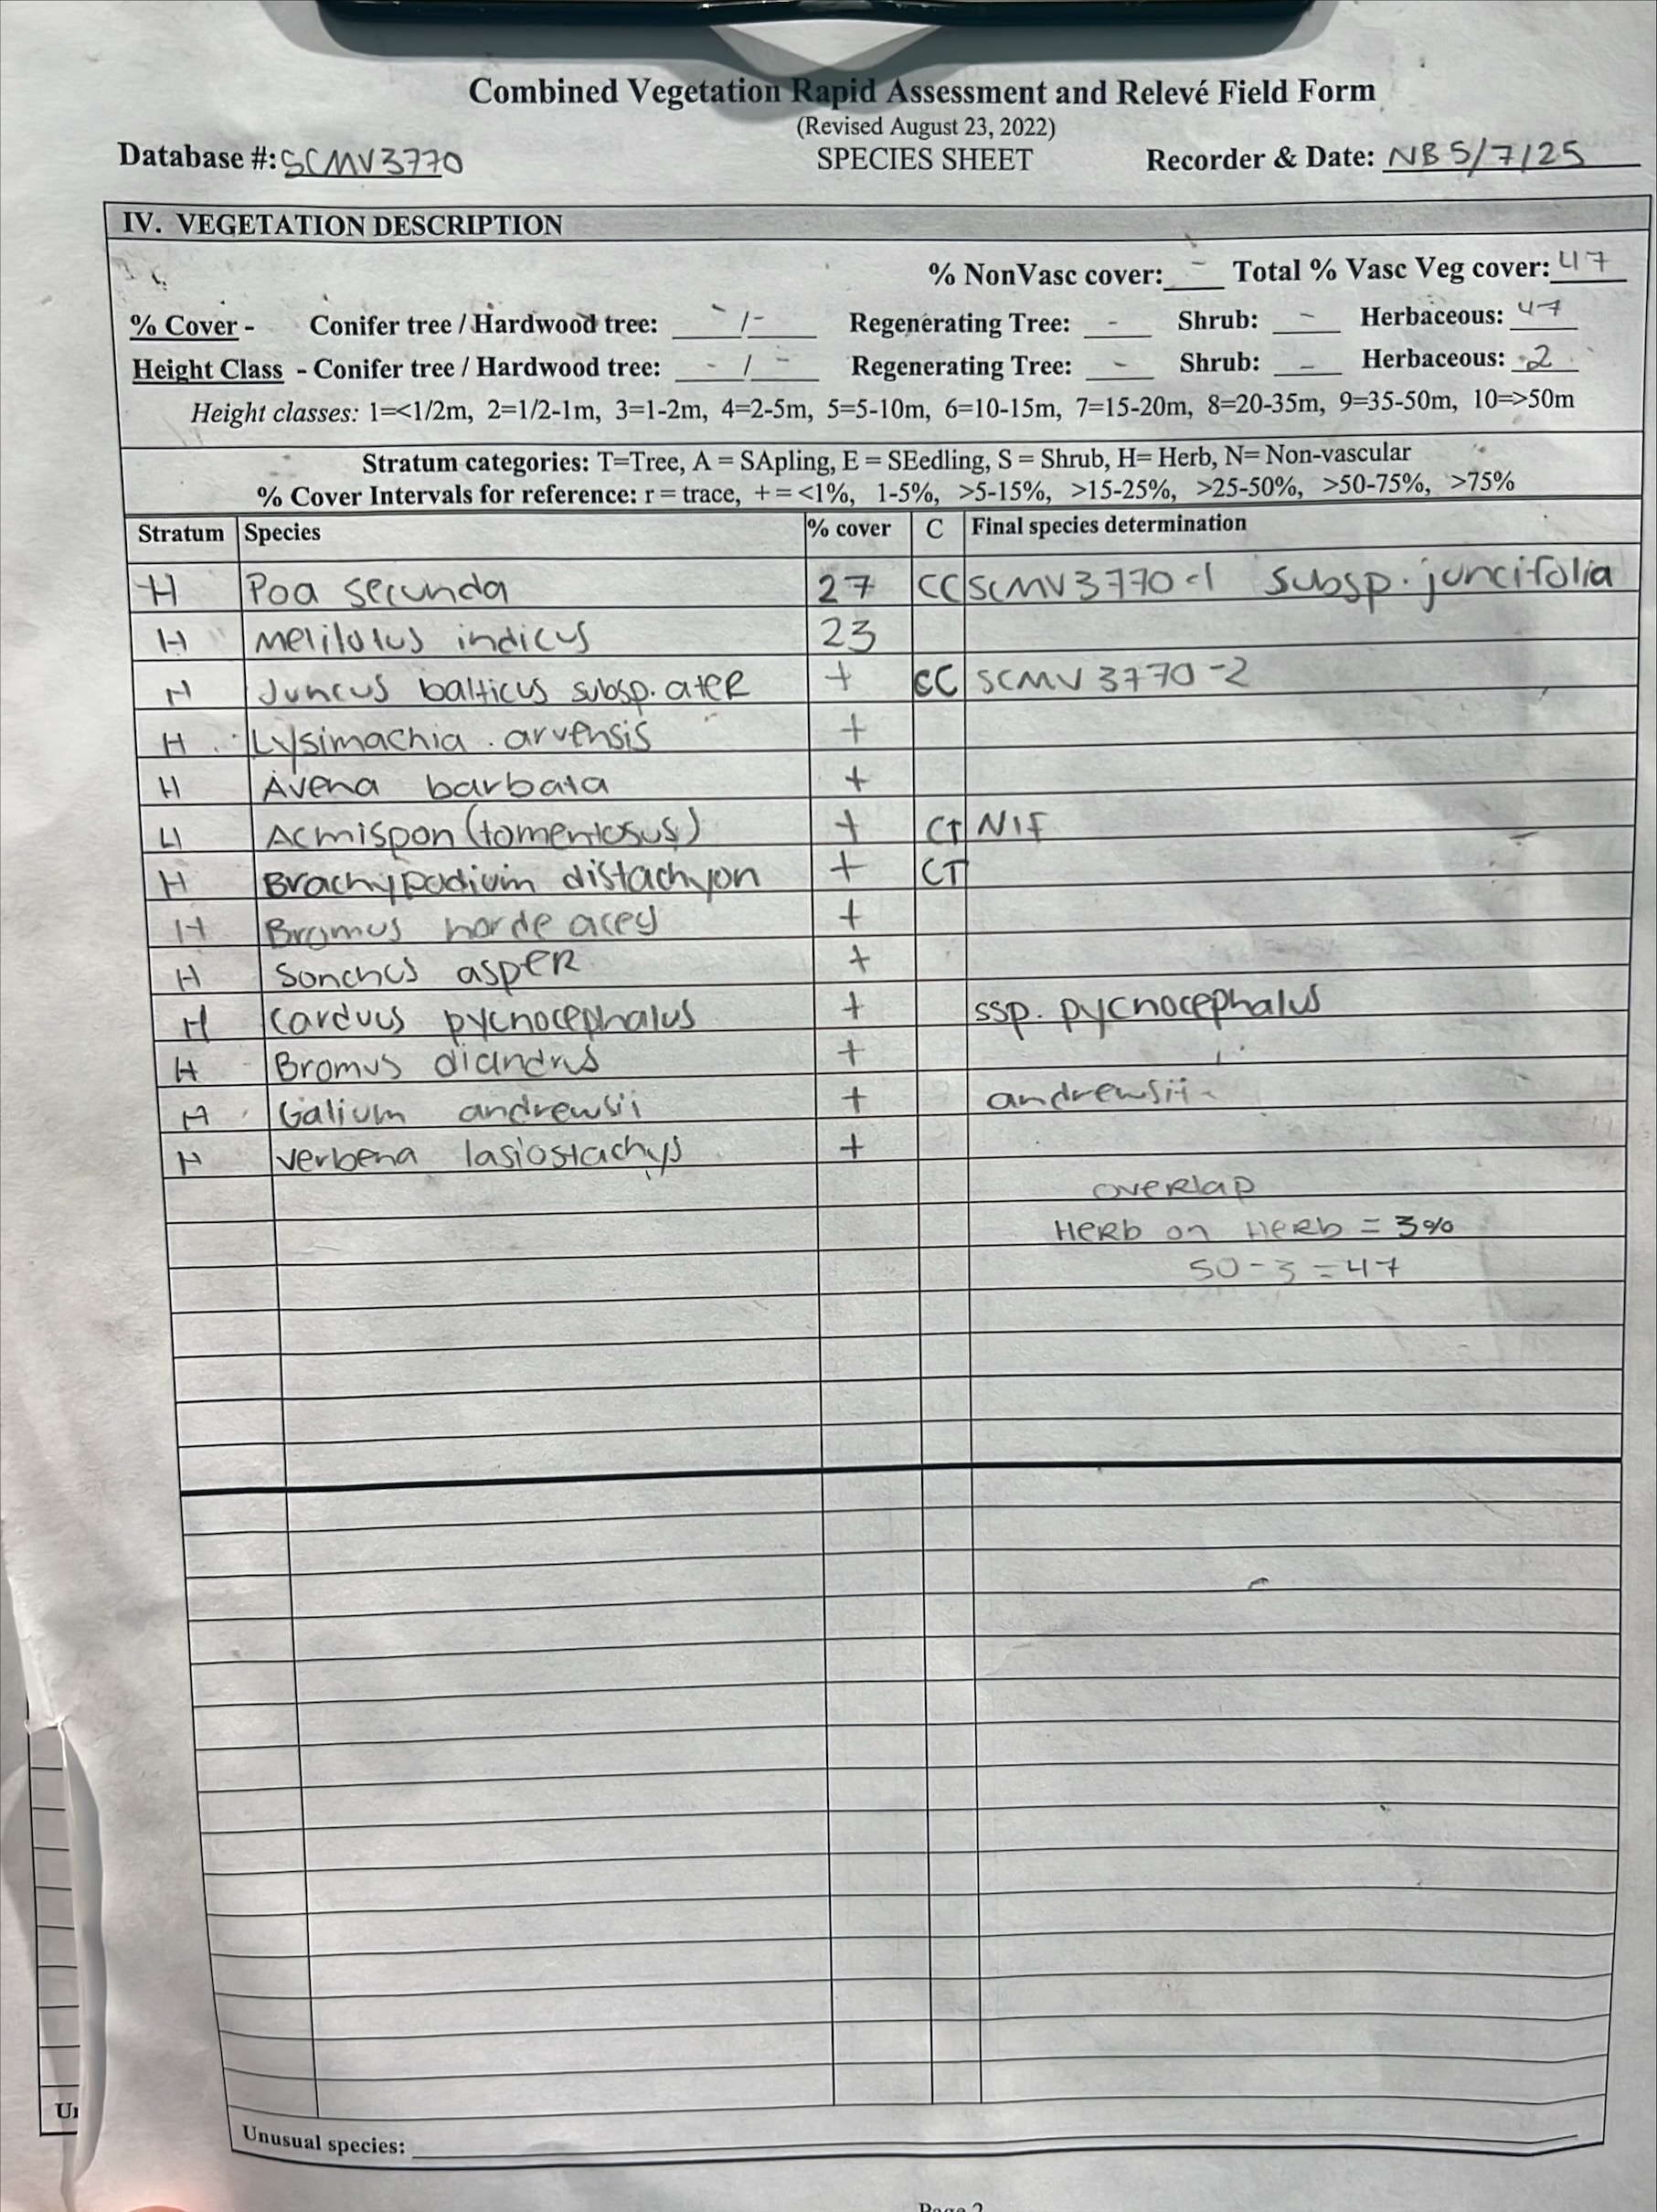 Combined Vegetation Rapid Assessment and Relevé Field Form
(Revised August 23, 2022)
Database #: SCMV3770 SPECIES SHEET Recorder & Date: NB 5/7/25
IV. VEGETATION DESCRIPTION
% NonVasc cover: - Total % Vasc Veg cover: 47
% Cover - Conifer tree / Hardwood tree: - / - Regenerating Tree: - Shrub: - Herbaceous: 47
Height Class - Conifer tree / Hardwood tree: - / - Regenerating Tree: - Shrub: - Herbaceous: 2
Height classes: 1=<1/2m, 2=1/2-1m, 3=1-2m, 4=2-5m, 5=5-10m, 6=10-15m, 7=15-20m, 8=20-35m, 9=35-50m, 10=>50m
Stratum categories: T=Tree, A = SApling, E = SEedling, S = Shrub, H= Herb, N= Non-vascular
% Cover Intervals for reference: r = trace, + = <1%, 1-5%, >5-15%, >15-25%, >25-50%, >50-75%, >75%
Stratum Species % cover C Final species determination
H Poa secunda 27 CC SCMV3770-1 subsp. juncifolia
H Melilotus indicus 23
H Juncus balticus subsp. ateR + CC SCMV3770-2
H Lysimachia arvensis +
H Avena barbata +
H Acmispon (tomentosus) + CT NIF
H Brachypodium distachyon + CT
H Bromus hordeacey +
H Sonchus aspeR +
H Carduus pycnocephalus + ssp. pycnocephalus
H Bromus diandrus +
H Galium andrewsii + andrewsii
H verbena lasiostachys +
oveRlap
HeRb on HeRb = 3%
50-3=47
Unusual species:
Page 2